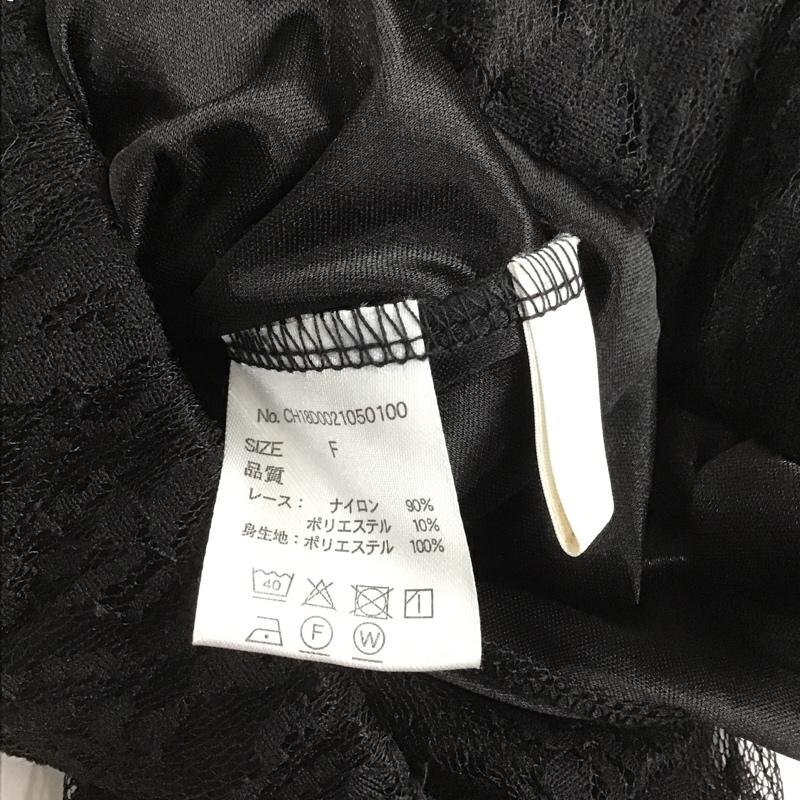 No. CH18D0021050100
SIZE F
品質
レース： ナイロン 90%
ポリエステル 10%
身生地：ポリエステル 100%
40
F W